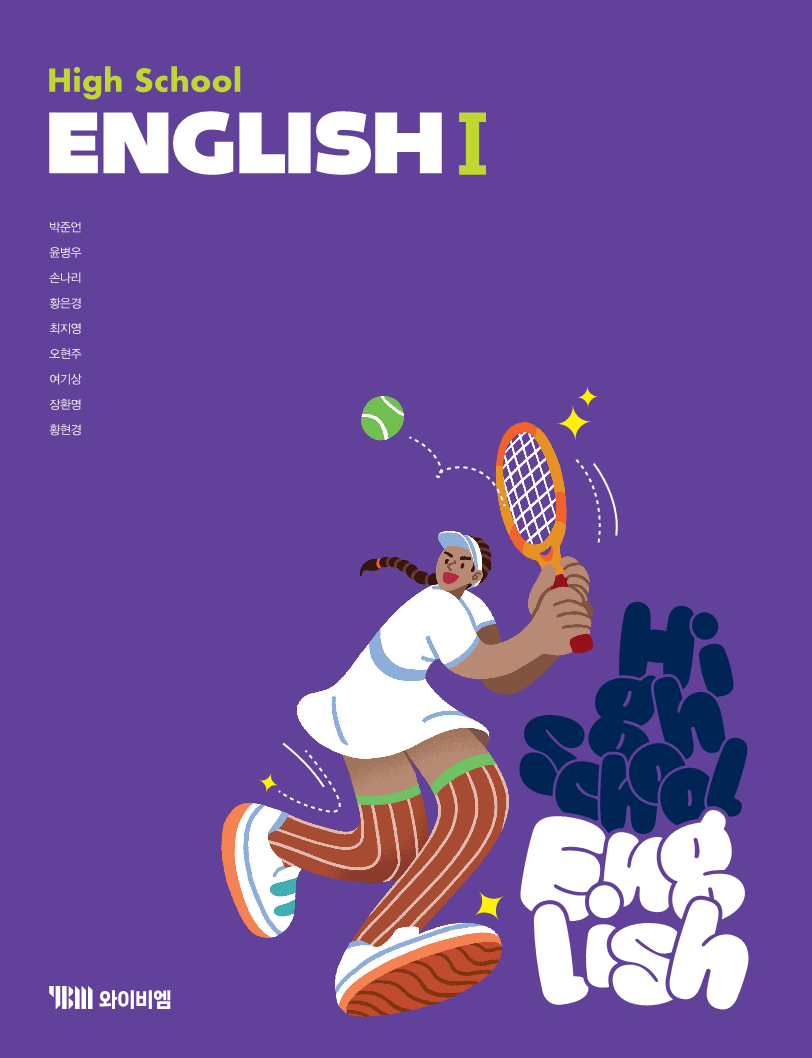 High School
ENGLISH I
박준언
윤병우
손나리
황은경
최지영
오현주
여기상
장환명
황현경
Hi
gh
School
Eng
lish
YBM 와이비엠